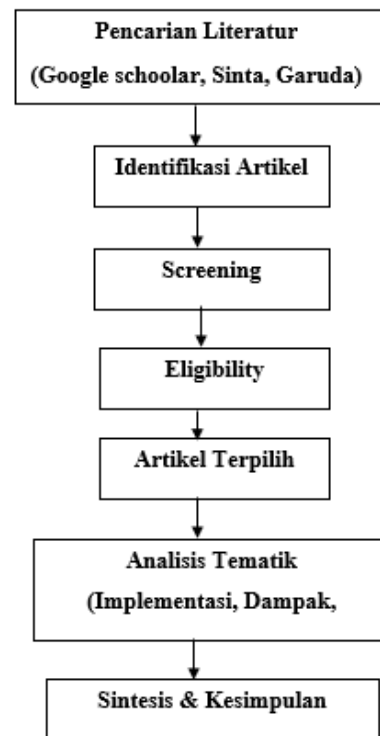 Pencarian Literatur
(Google schoolar, Sinta, Garuda)
Identifikasi Artikel
Screening
Eligibility
Artikel Terpilih
Analisis Tematik
(Implementasi, Dampak,
Sintesis & Kesimpulan